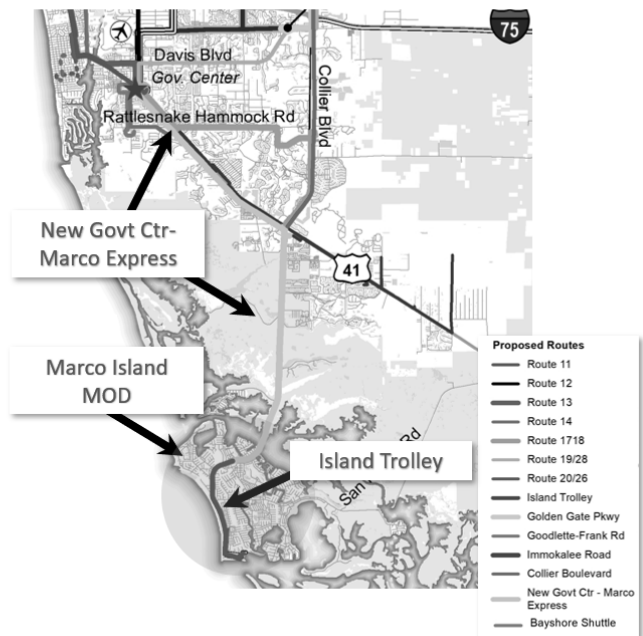 75
Davis Blvd
Gov. Center
Rattlesnake Hammock Rd
Collier Blvd
New Govt Ctr-
Marco Express
41
Marco Island
MOD
Island Trolley
San
Rd
Proposed Routes
Route 11
Route 12
Route 13
Route 14
Route 1718
Route 19/28
Route 20/26
Island Trolley
Golden Gate Pkwy
Goodlette-Frank Rd
Immokalee Road
Collier Boulevard
New Govt Ctr - Marco
Express
Bayshore Shuttle